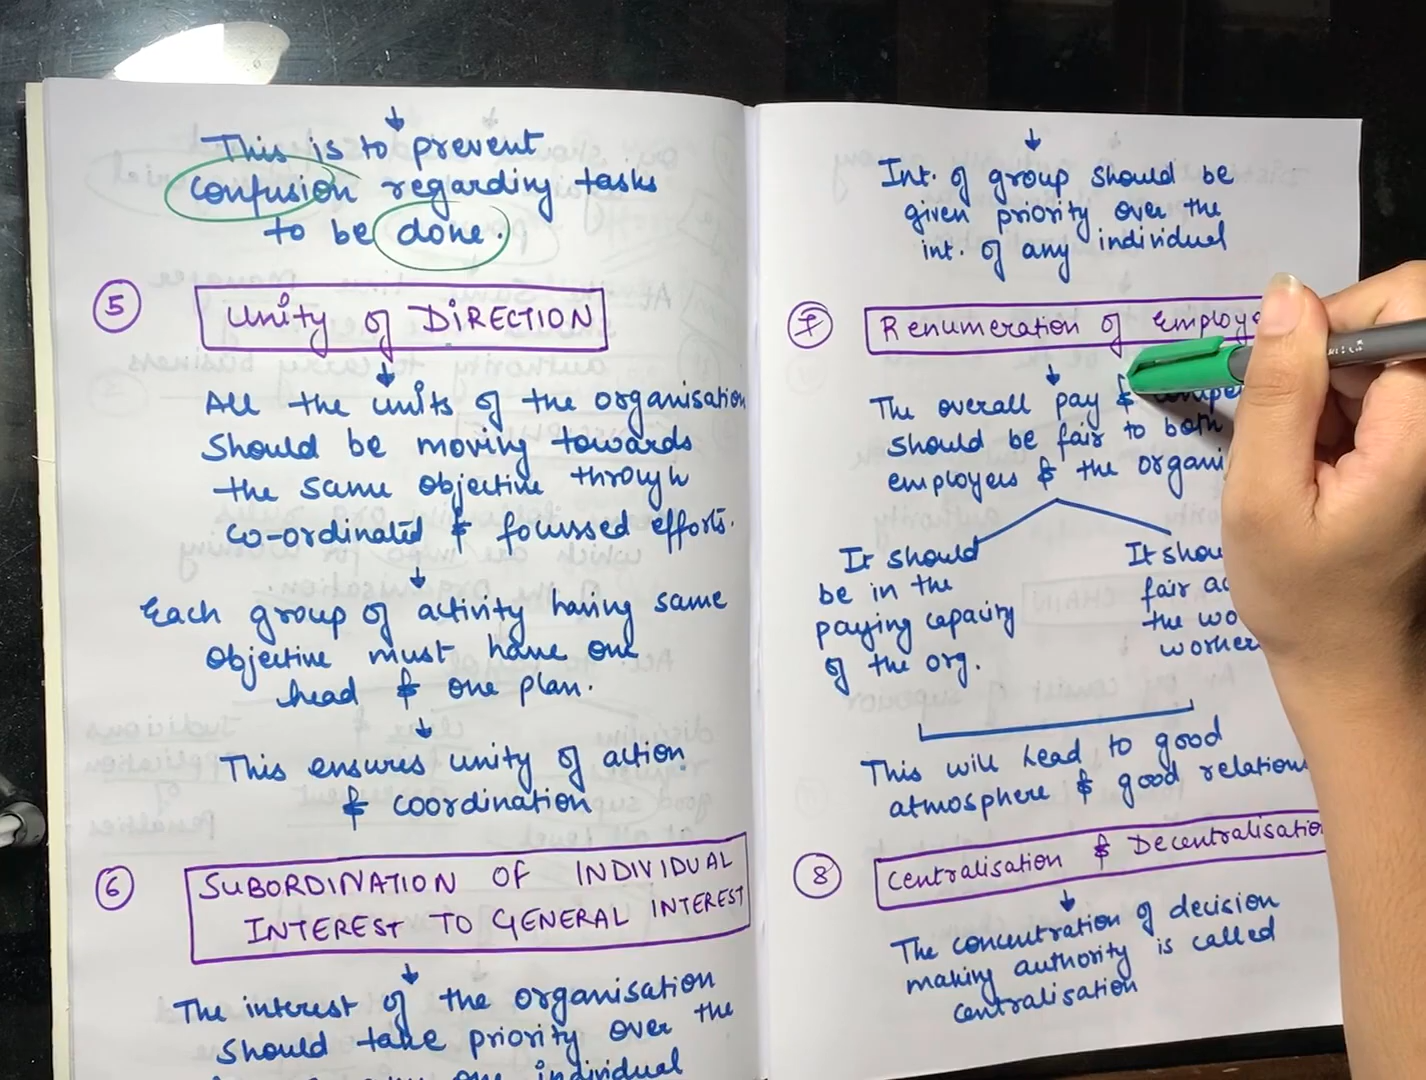 This is to prevent
confusion regarding tasks
to be done.
5 Unity of DIRECTION
All the units of the organisation
should be moving towards
the same objective through
co-ordinated & focussed efforts.
Each group of activity having same
objective must have one
head & one plan.
This ensures unity of action
& coordination
6 SUBORDINATION OF INDIVIDUAL
INTEREST TO GENERAL INTEREST
The interest of the organisation
should take priority over the
individual
Int. of group should be
given priority over the
int. of any individual
7 Renumeration of
The overall pay &
should be fair to both
employers & the
It should
be in the
paying capacity
of the org.
It
fair
the
This will lead to good
atmosphere & good
8 Centralisation &
The concentration of decision
making authority is called
centralisation